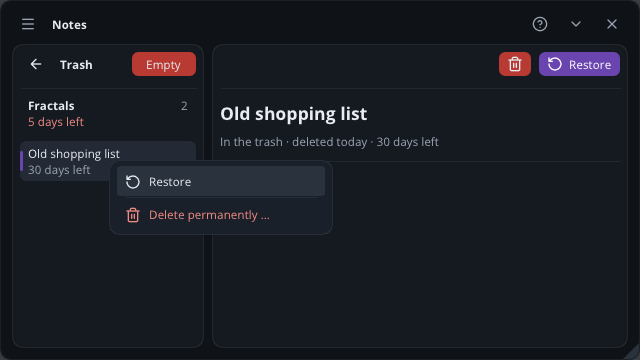 Notes
Trash
Empty
Restore
Fractals
2
5 days left
Old shopping list
30 days left
Old shopping list
In the trash · deleted today · 30 days left
Restore
Delete permanently ...